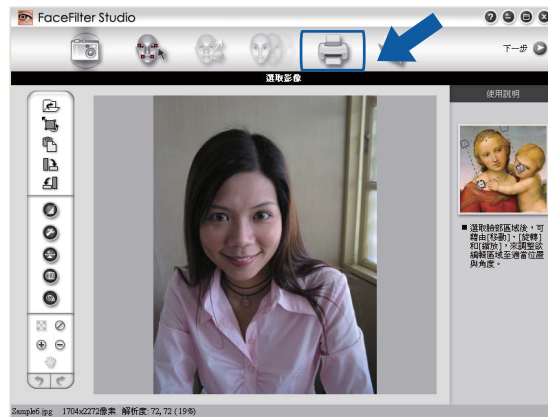 FaceFilter Studio
下一步
選取影像
使用說明
■ 選取臉部區域後，可
藉由[移動]、[旋轉]
和[縮放]，來調整欲
編輯區域至適當位置
與角度。
Sample6.jpg 1704x2272像素 解析度: 72, 72 (19%)